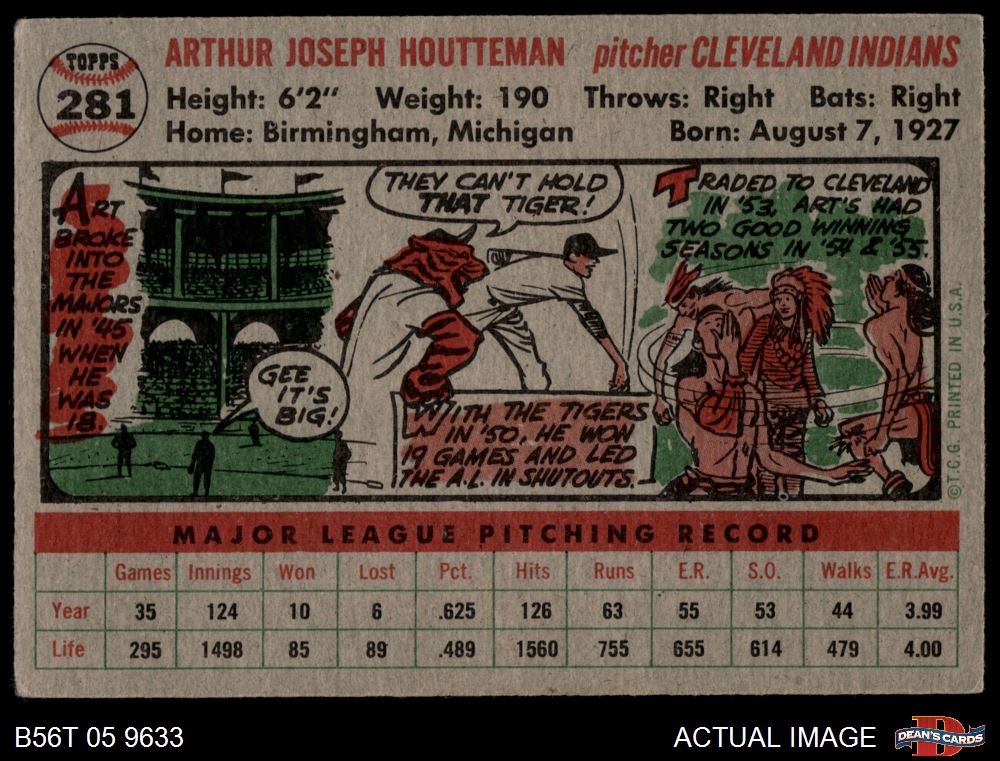 TOPPS
281
ARTHUR JOSEPH HOUTTEMAN pitcher CLEVELAND INDIANS
Height: 6'2" Weight: 190 Throws: Right Bats: Right
Home: Birmingham, Michigan Born: August 7, 1927
ART
BROKE
INTO
THE
MAJORS
IN '45
WHEN
HE
WAS
18.
GEE
IT'S
BIG!
THEY CAN'T HOLD
THAT TIGER!
WITH THE TIGERS
IN '50, HE WON
19 GAMES AND LED
THE A.L. IN SHUTOUTS.
TRADED TO CLEVELAND
IN '53, ART'S HAD
TWO GOOD WINNING
SEASONS IN '54 & '55.
©T.C.G. PRINTED IN U.S.A.
MAJOR LEAGUE PITCHING RECORD
Games Innings Won Lost Pct. Hits Runs E.R. S.O. Walks E.R.Avg.
Year 35 124 10 6 .625 126 63 55 53 44 3.99
Life 295 1498 85 89 .489 1560 755 655 614 479 4.00
B56T 05 9633
ACTUAL IMAGE
DEAN'S CARDS